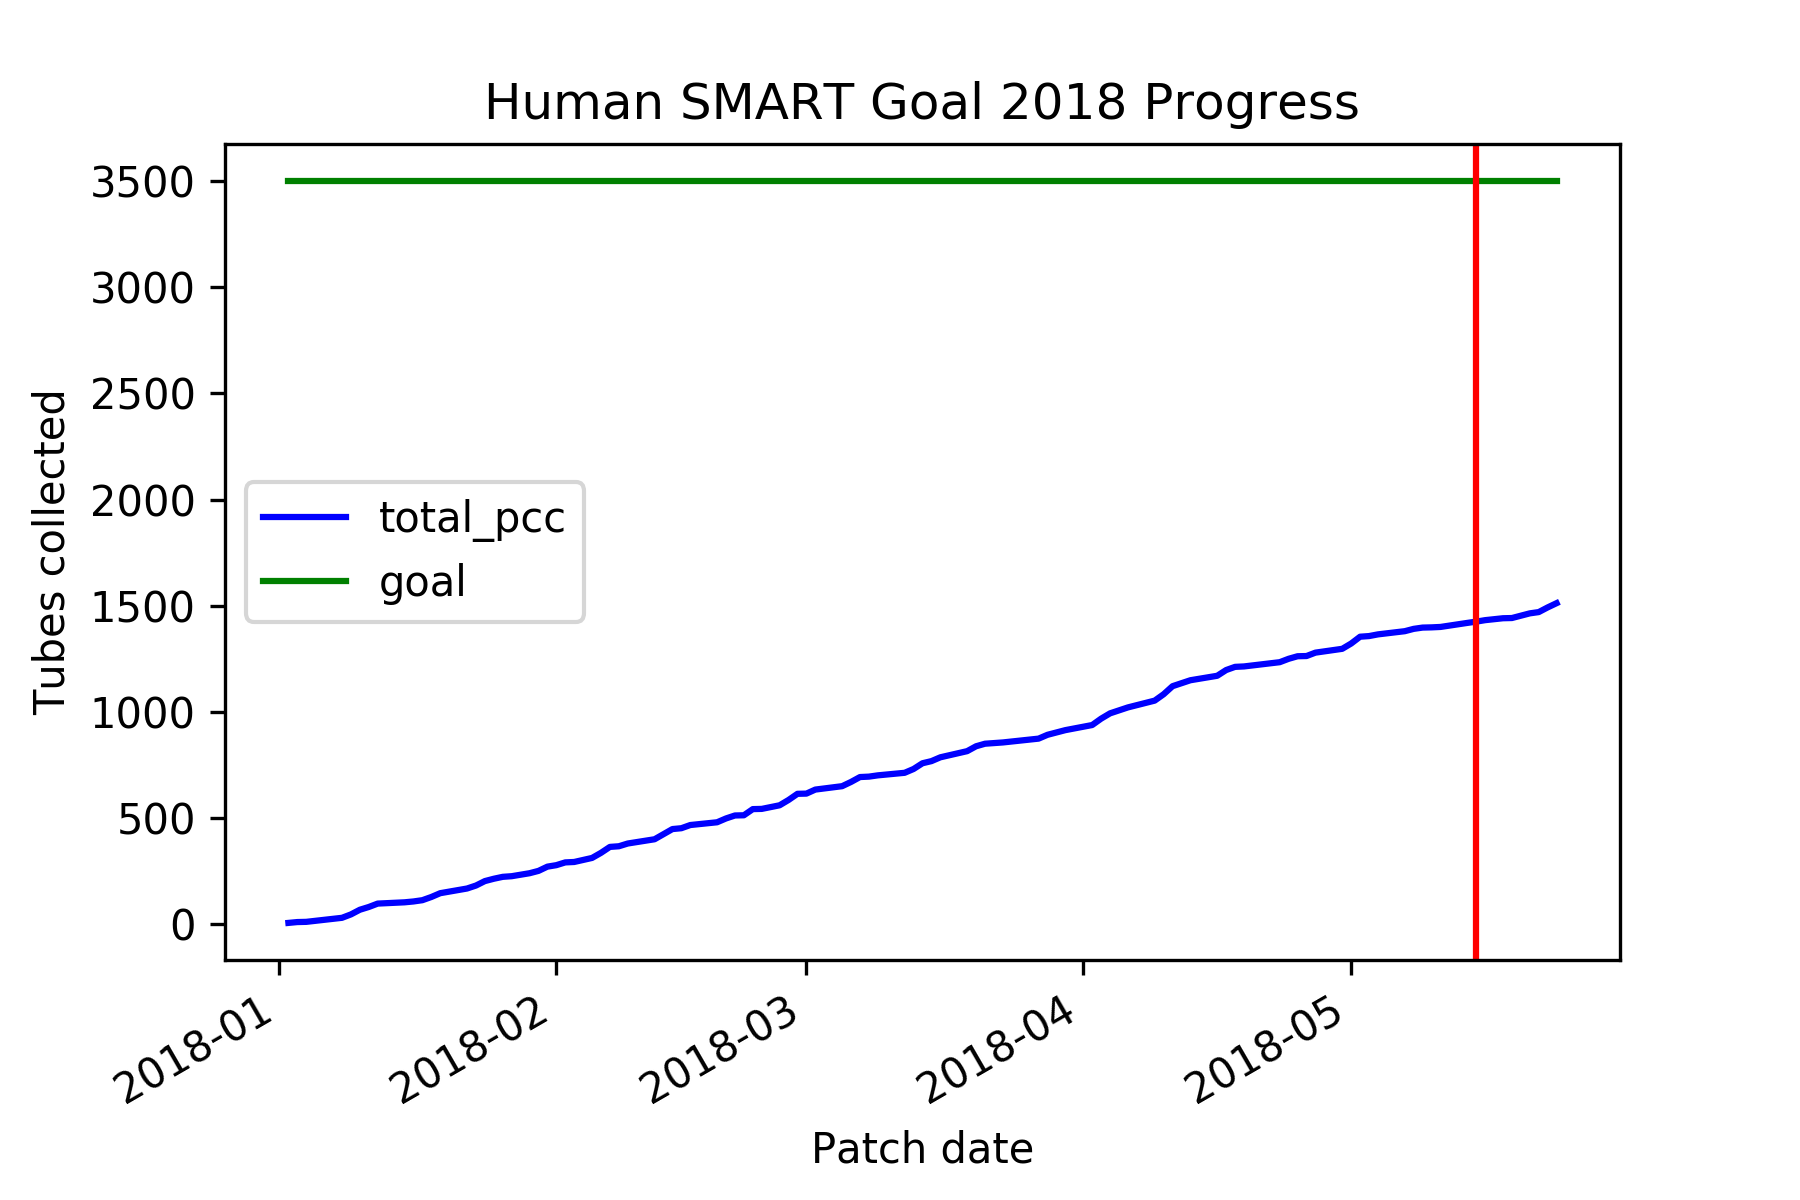 Human SMART Goal 2018 Progress
3500
3000
2500
2000
1500
1000
500
0
Tubes collected
total_pcc
goal
2018-01
2018-02
2018-03
2018-04
2018-05
Patch date